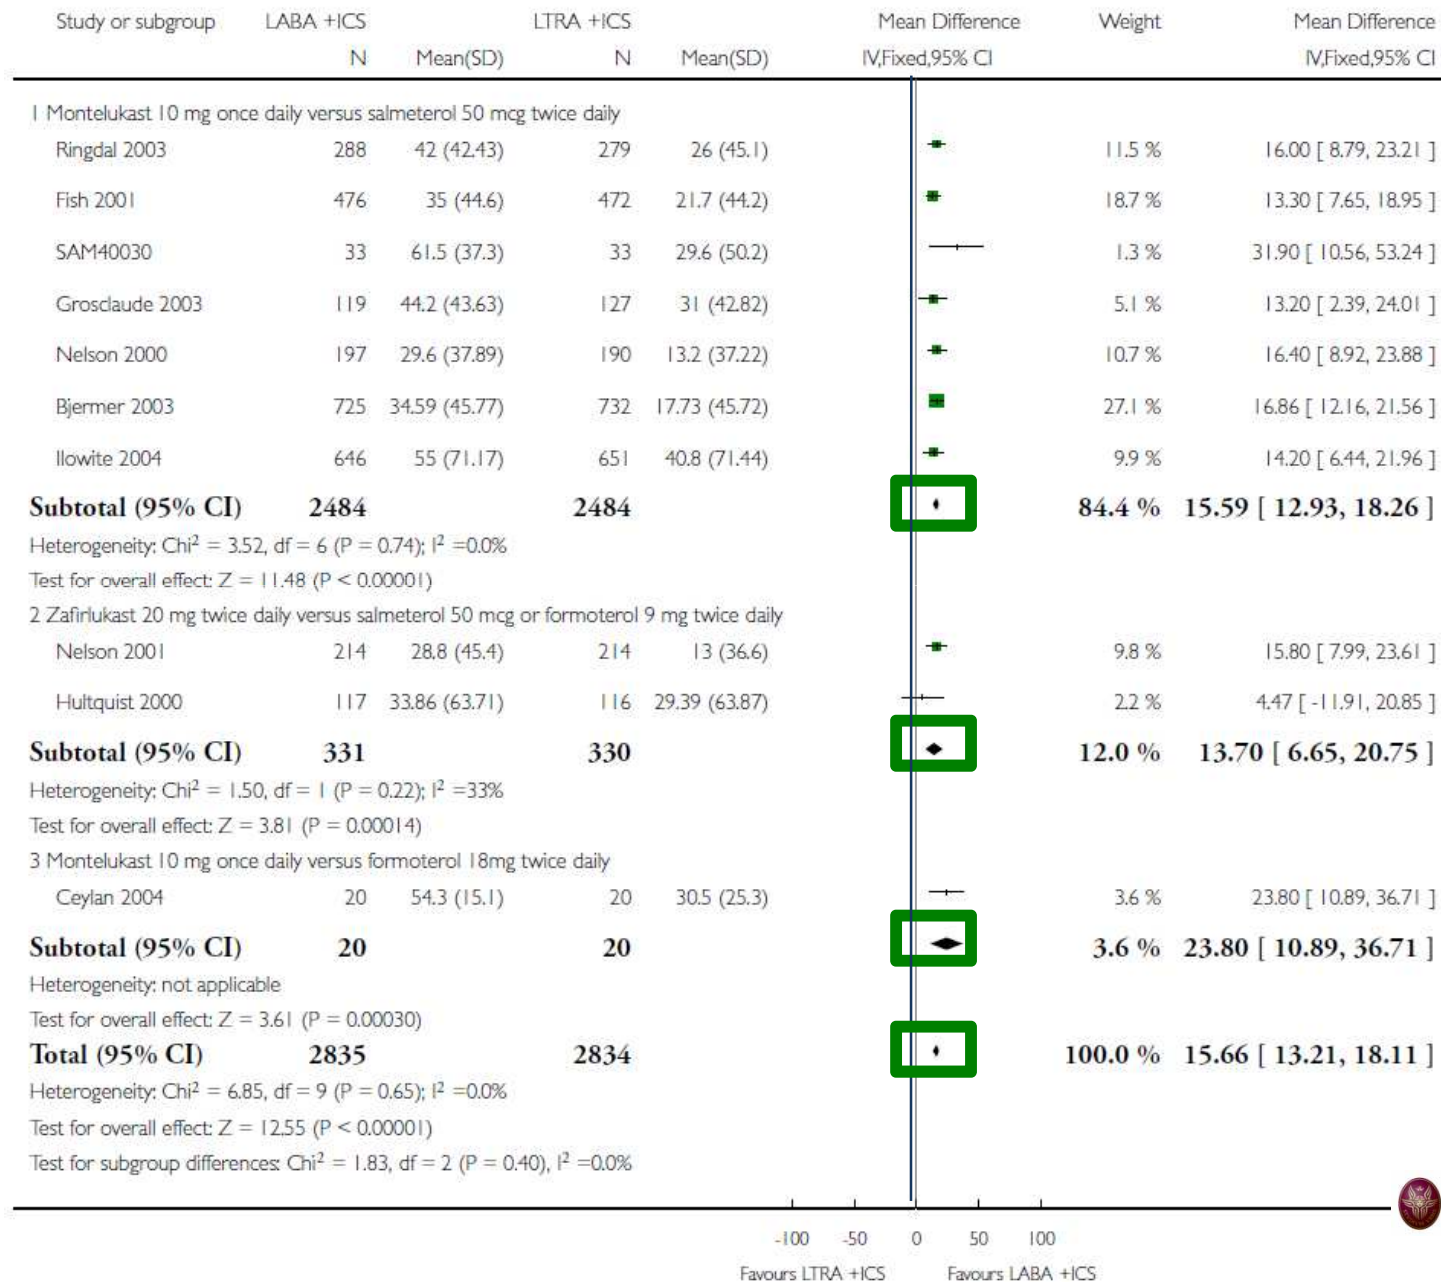 Study or subgroup LABA +ICS LTRA +ICS Mean Difference Weight Mean Difference
N Mean(SD) N Mean(SD) IV,Fixed,95% CI IV,Fixed,95% CI
1 Montelukast 10 mg once daily versus salmeterol 50 mcg twice daily
Ringdal 2003 288 42 (42.43) 279 26 (45.1) 11.5 % 16.00 [ 8.79, 23.21 ]
Fish 2001 476 35 (44.6) 472 21.7 (44.2) 18.7 % 13.30 [ 7.65, 18.95 ]
SAM40030 33 61.5 (37.3) 33 29.6 (50.2) 1.3 % 31.90 [ 10.56, 53.24 ]
Grosclaude 2003 119 44.2 (43.63) 127 31 (42.82) 5.1 % 13.20 [ 2.39, 24.01 ]
Nelson 2000 197 29.6 (37.89) 190 13.2 (37.22) 10.7 % 16.40 [ 8.92, 23.88 ]
Bjermer 2003 725 34.59 (45.77) 732 17.73 (45.72) 27.1 % 16.86 [ 12.16, 21.56 ]
Ilowite 2004 646 55 (71.17) 651 40.8 (71.44) 9.9 % 14.20 [ 6.44, 21.96 ]
Subtotal (95% CI) 2484 2484 84.4 % 15.59 [ 12.93, 18.26 ]
Heterogeneity: Chi² = 3.52, df = 6 (P = 0.74); I² =0.0%
Test for overall effect: Z = 11.48 (P < 0.00001)
2 Zafirlukast 20 mg twice daily versus salmeterol 50 mcg or formoterol 9 mg twice daily
Nelson 2001 214 28.8 (45.4) 214 13 (36.6) 9.8 % 15.80 [ 7.99, 23.61 ]
Hultquist 2000 117 33.86 (63.71) 116 29.39 (63.87) 2.2 % 4.47 [ -11.91, 20.85 ]
Subtotal (95% CI) 331 330 12.0 % 13.70 [ 6.65, 20.75 ]
Heterogeneity: Chi² = 1.50, df = 1 (P = 0.22); I² =33%
Test for overall effect: Z = 3.81 (P = 0.00014)
3 Montelukast 10 mg once daily versus formoterol 18mg twice daily
Ceylan 2004 20 54.3 (15.1) 20 30.5 (25.3) 3.6 % 23.80 [ 10.89, 36.71 ]
Subtotal (95% CI) 20 20 3.6 % 23.80 [ 10.89, 36.71 ]
Heterogeneity: not applicable
Test for overall effect: Z = 3.61 (P = 0.00030)
Total (95% CI) 2835 2834 100.0 % 15.66 [ 13.21, 18.11 ]
Heterogeneity: Chi² = 6.85, df = 9 (P = 0.65); I² =0.0%
Test for overall effect: Z = 12.55 (P < 0.00001)
Test for subgroup differences: Chi² = 1.83, df = 2 (P = 0.40), I² =0.0%
-100 -50 0 50 100
Favours LTRA +ICS Favours LABA +ICS